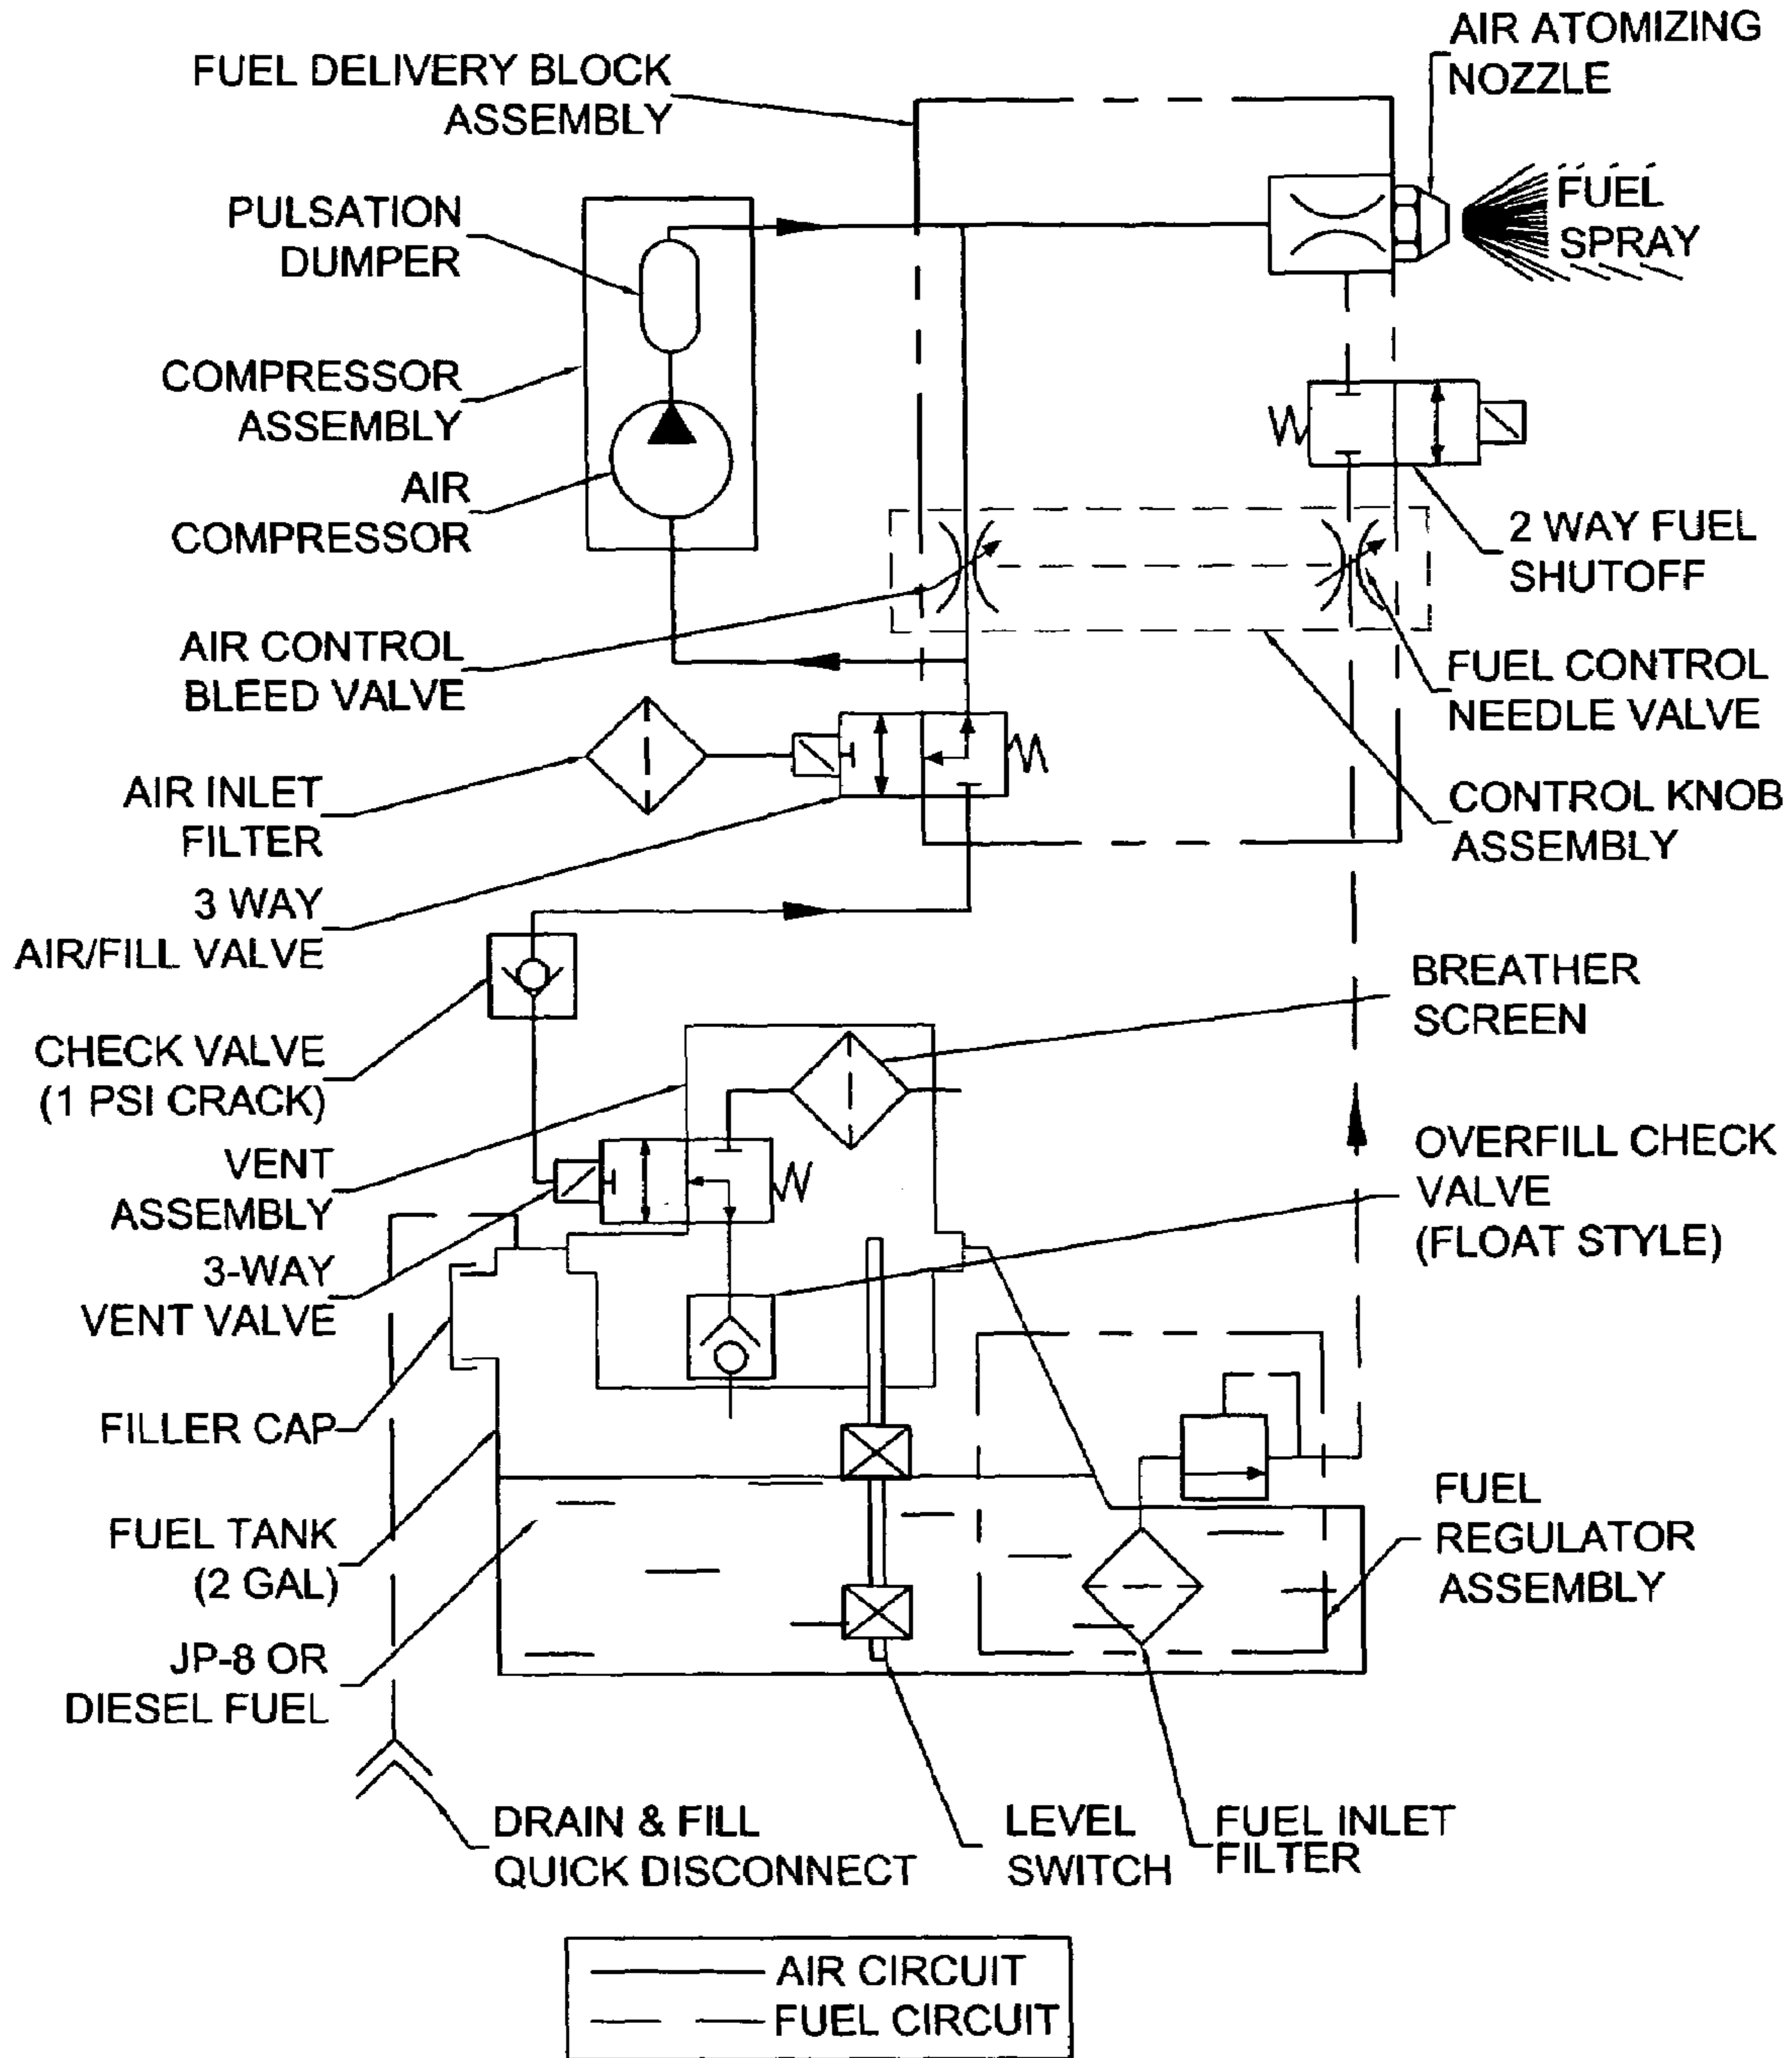 AIR ATOMIZING
NOZZLE
FUEL DELIVERY BLOCK
ASSEMBLY
PULSATION
DUMPER
FUEL
SPRAY
COMPRESSOR
ASSEMBLY
AIR
COMPRESSOR
2 WAY FUEL
SHUTOFF
AIR CONTROL
BLEED VALVE
FUEL CONTROL
NEEDLE VALVE
AIR INLET
FILTER
CONTROL KNOB
ASSEMBLY
3 WAY
AIR/FILL VALVE
BREATHER
SCREEN
CHECK VALVE
(1 PSI CRACK)
VENT
ASSEMBLY
OVERFILL CHECK
VALVE
(FLOAT STYLE)
3-WAY
VENT VALVE
FILLER CAP
FUEL TANK
(2 GAL)
FUEL
REGULATOR
ASSEMBLY
JP-8 OR
DIESEL FUEL
DRAIN & FILL
QUICK DISCONNECT
LEVEL
SWITCH
FUEL INLET
FILTER
AIR CIRCUIT
FUEL CIRCUIT